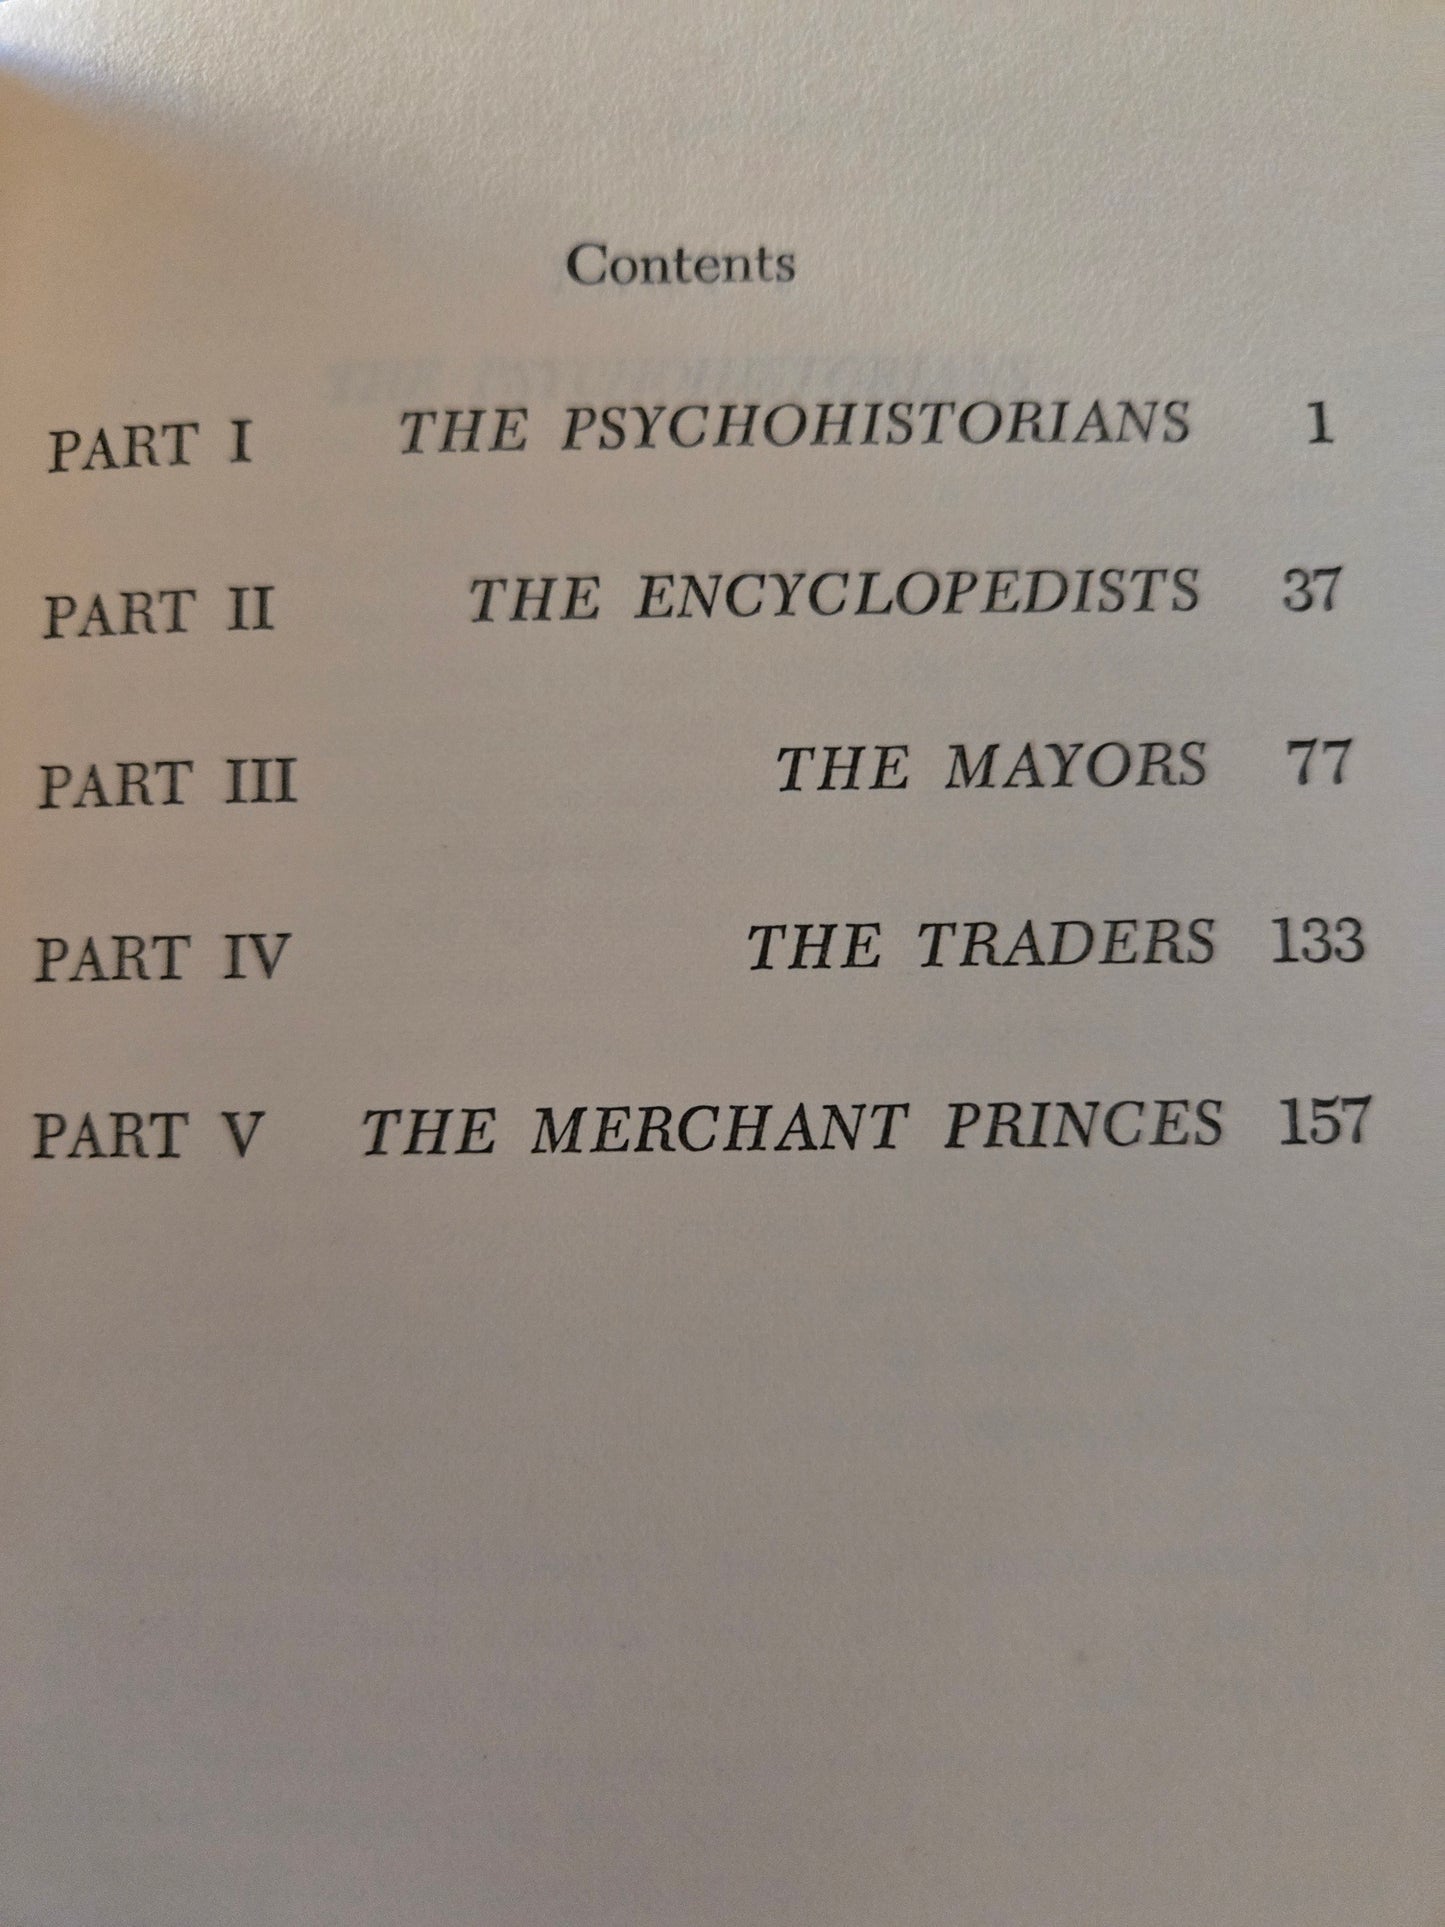 Contents
PART I THE PSYCHOHISTORIANS 1
PART II THE ENCYCLOPEDISTS 37
PART III THE MAYORS 77
PART IV THE TRADERS 133
PART V THE MERCHANT PRINCES 157